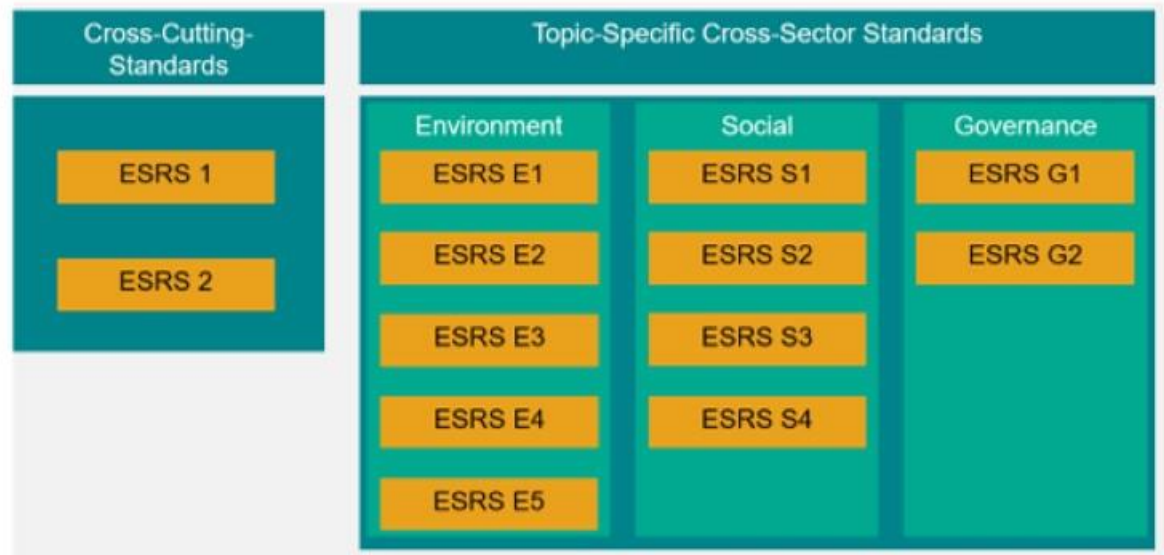 Cross-Cutting-
Standards
ESRS 1
ESRS 2
Topic-Specific Cross-Sector Standards
Environment
ESRS E1
ESRS E2
ESRS E3
ESRS E4
ESRS E5
Social
ESRS S1
ESRS S2
ESRS S3
ESRS S4
Governance
ESRS G1
ESRS G2